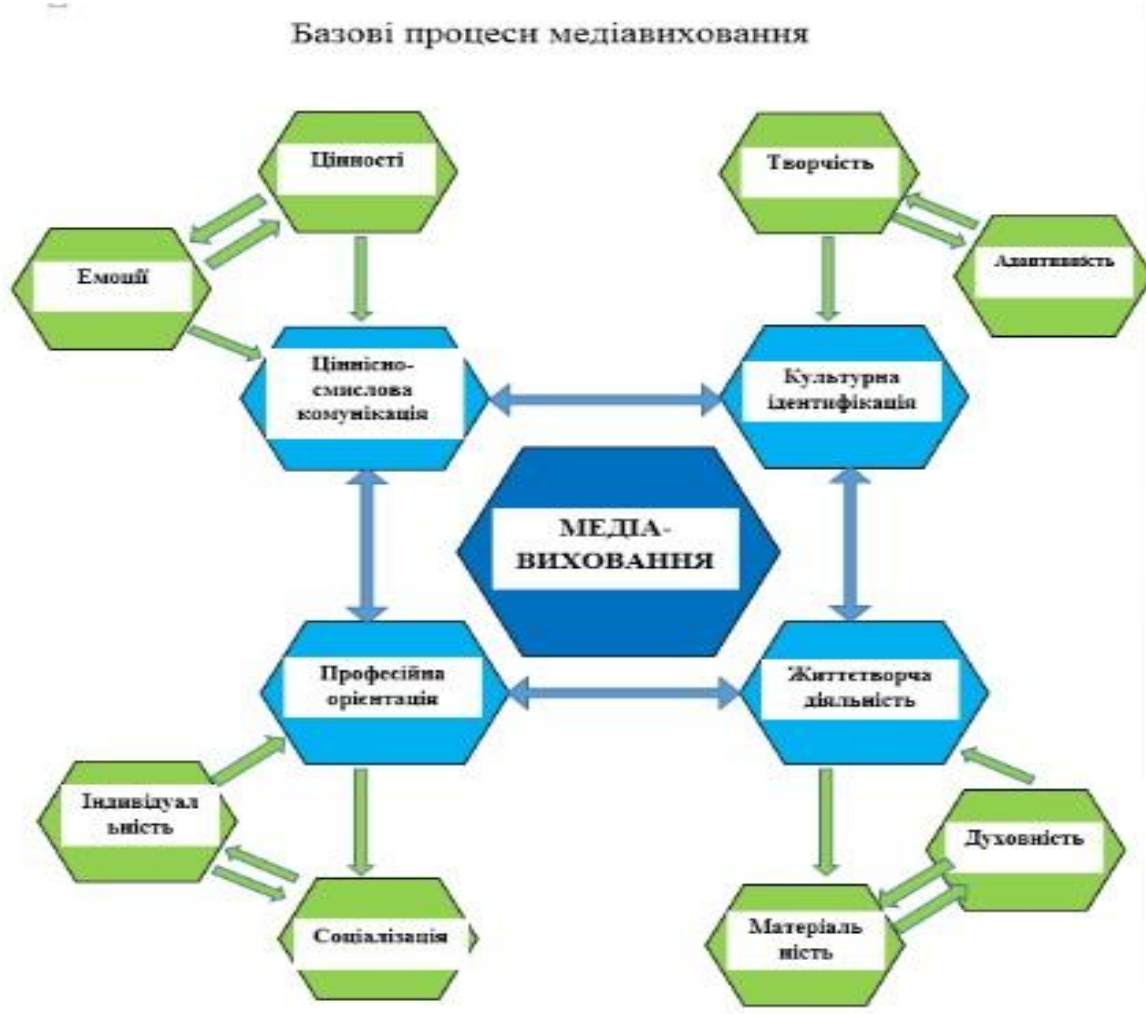 Базові процеси медіавиховання
Цінності
Творчість
Емоції
Адаптивність
Ціннісно-
смислова
комунікація
Культурна
ідентифікація
МЕДІА-
ВИХОВАННЯ
Професійна
орієнтація
Життєтворча
діяльність
Індивідуал
ьність
Духовність
Соціалізація
Матеріаль
ність